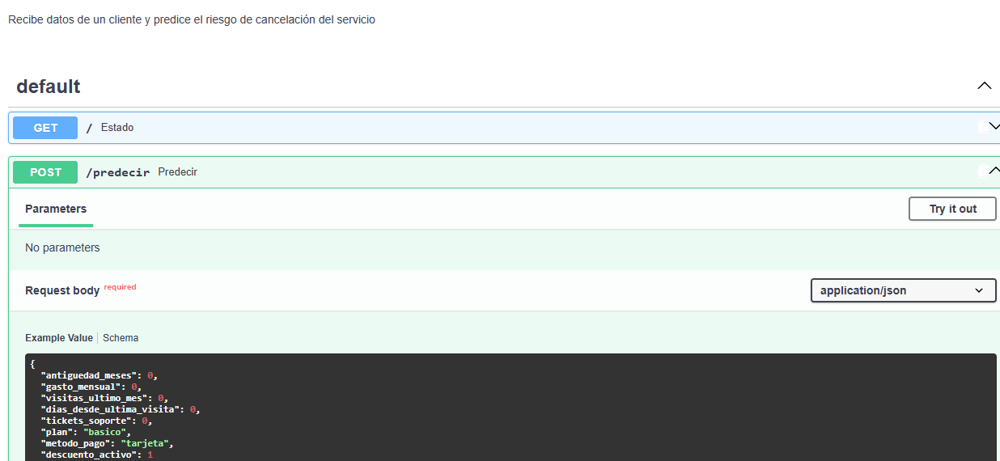 Recibe datos de un cliente y predice el riesgo de cancelación del servicio
default
GET / Estado
POST /predecir Predecir
Parameters
Try it out
No parameters
Request body required
application/json
Example Value Schema
{
"antiguedad_meses": 0,
"gasto_mensual": 0,
"visitas_ultimo_mes": 0,
"dias_desde_ultima_visita": 0,
"tickets_soporte": 0,
"plan": "basico",
"metodo_pago": "tarjeta",
"descuento_activo": 1